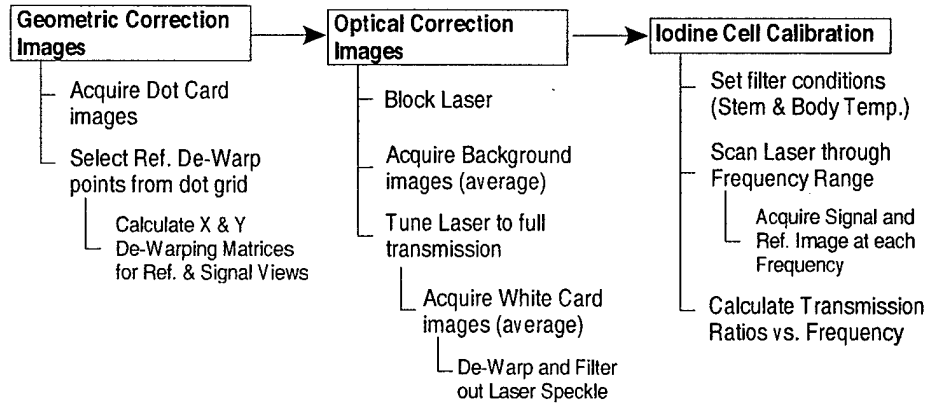 Geometric Correction
Images
Acquire Dot Card
images
Select Ref. De-Warp
points from dot grid
Calculate X & Y
De-Warping Matrices
for Ref. & Signal Views
Optical Correction
Images
Block Laser
Acquire Background
images (average)
Tune Laser to full
transmission
Acquire White Card
images (average)
De-Warp and Filter
out Laser Speckle
Iodine Cell Calibration
Set filter conditions
(Stem & Body Temp.)
Scan Laser through
Frequency Range
Acquire Signal and
Ref. Image at each
Frequency
Calculate Transmission
Ratios vs. Frequency